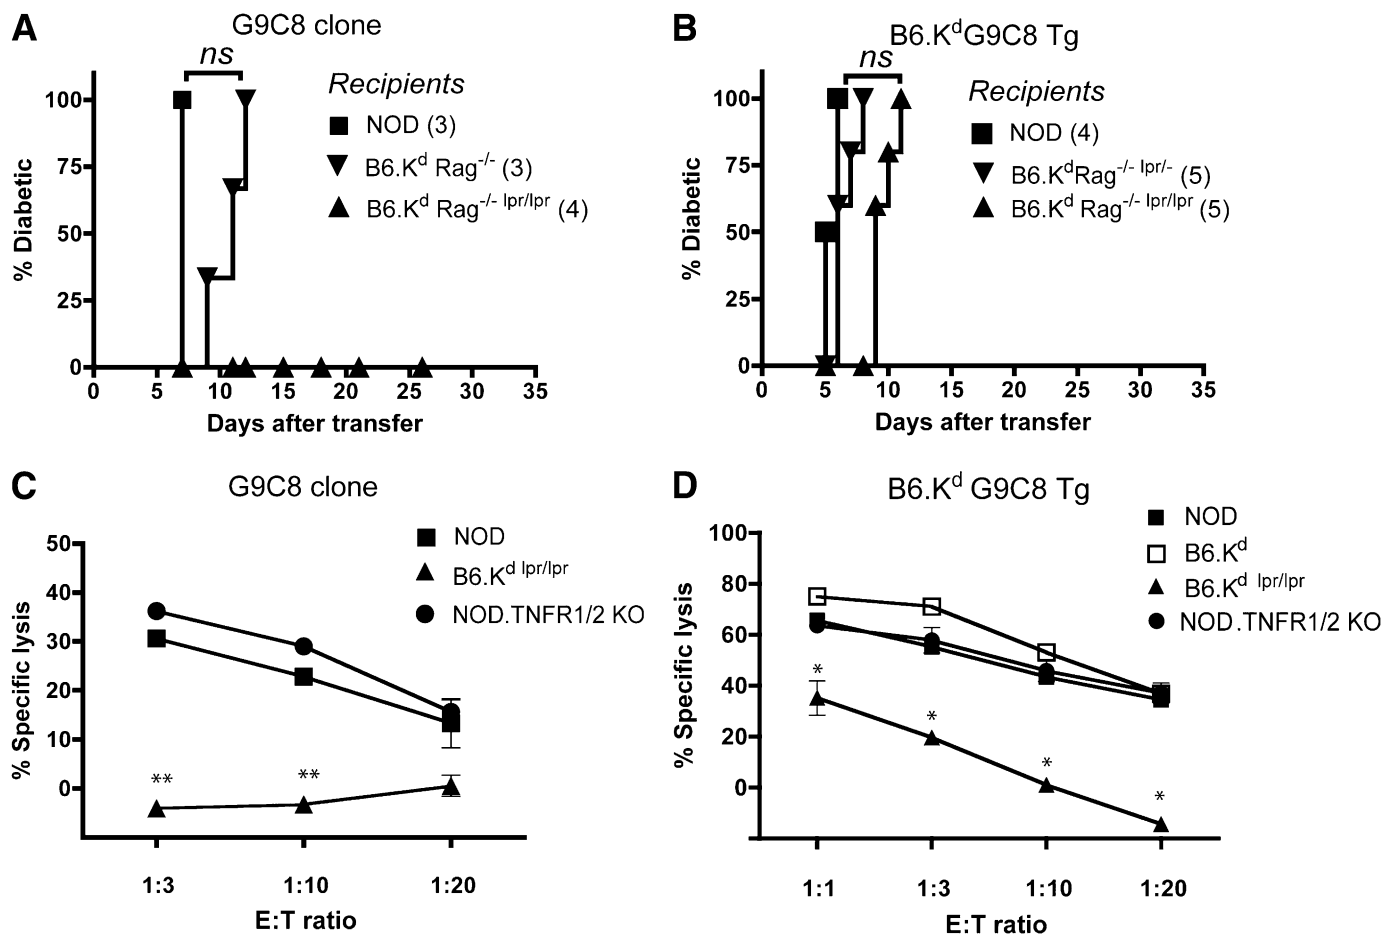 A
G9C8 clone
ns
Recipients
NOD (3)
B6.Kd Rag-/- (3)
B6.Kd Rag-/- lpr/lpr (4)
% Diabetic
100
75
50
25
0
0 5 10 15 20 25 30 35
Days after transfer
B
B6.KdG9C8 Tg
ns
Recipients
NOD (4)
B6.KdRag-/- lpr/- (5)
B6.Kd Rag-/- lpr/lpr (5)
% Diabetic
100
75
50
25
0
0 5 10 15 20 25 30 35
Days after transfer
C
G9C8 clone
NOD
B6.Kd lpr/lpr
NOD.TNFR1/2 KO
% Specific lysis
50
40
30
20
10
0
** **
1:3 1:10 1:20
E:T ratio
D
B6.Kd G9C8 Tg
NOD
B6.Kd
B6.Kd lpr/lpr
NOD.TNFR1/2 KO
% Specific lysis
100
80
60
40
20
0
* * * *
1:1 1:3 1:10 1:20
E:T ratio